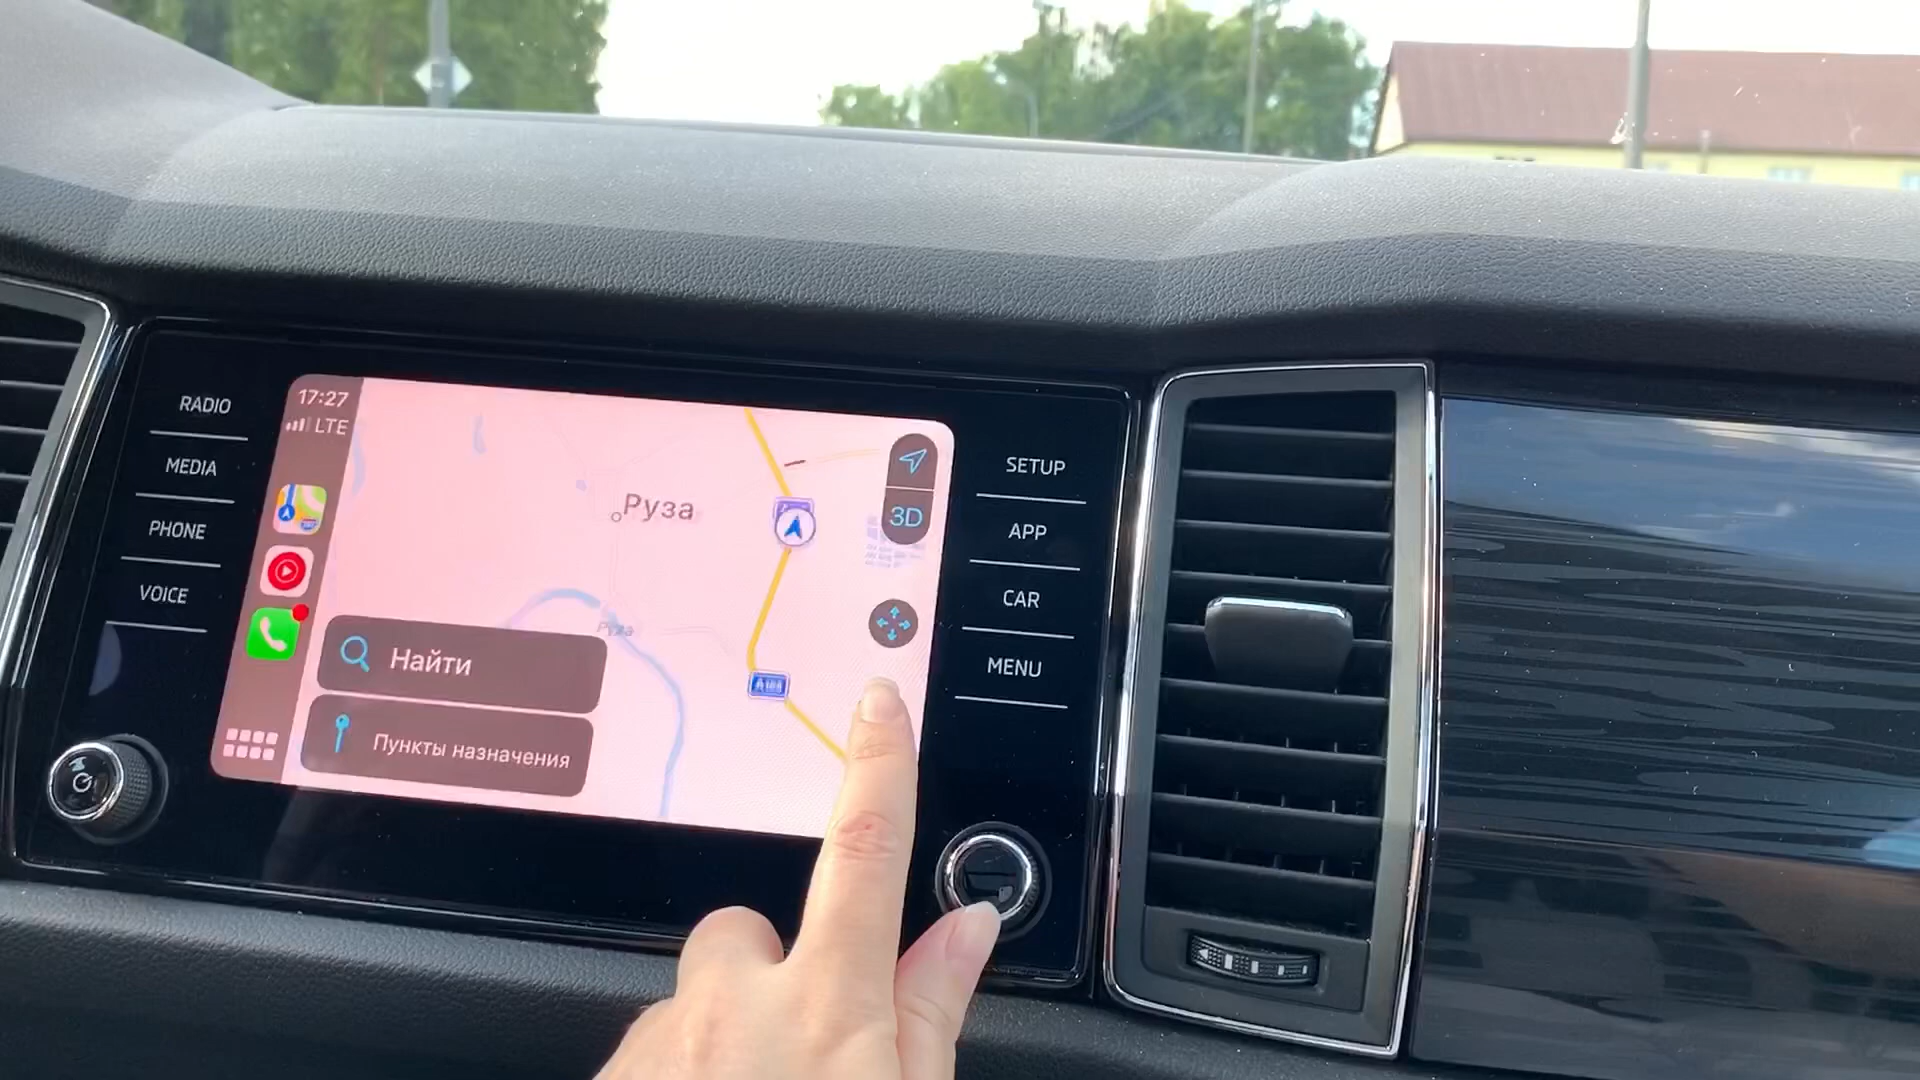 RADIO
MEDIA
PHONE
VOICE
17:27
LTE
Руза
3D
Руза
Найти
Пункты назначения
SETUP
APP
CAR
MENU